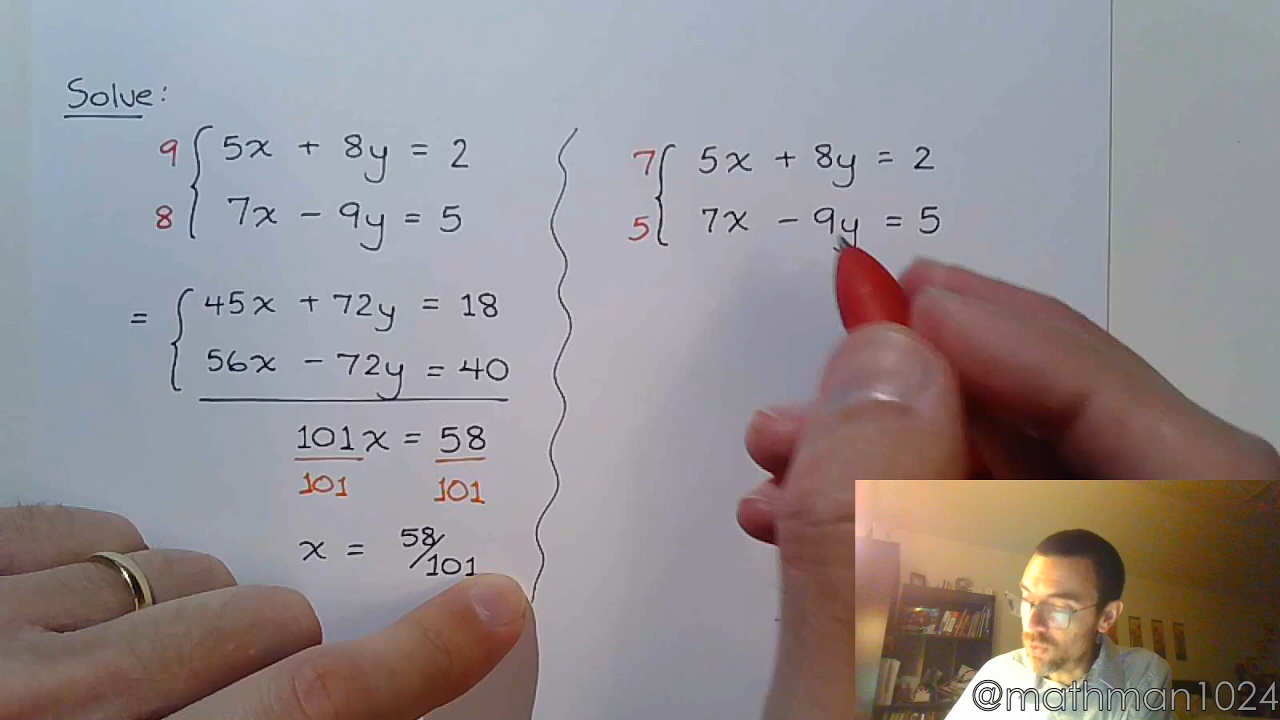 Solve:
9 { 5x + 8y = 2
8 7x - 9y = 5
= { 45x + 72y = 18
56x - 72y = 40
101x = 58
101 101
x = 58/101
7 { 5x + 8y = 2
5 7x - 9y = 5
@mathman1024